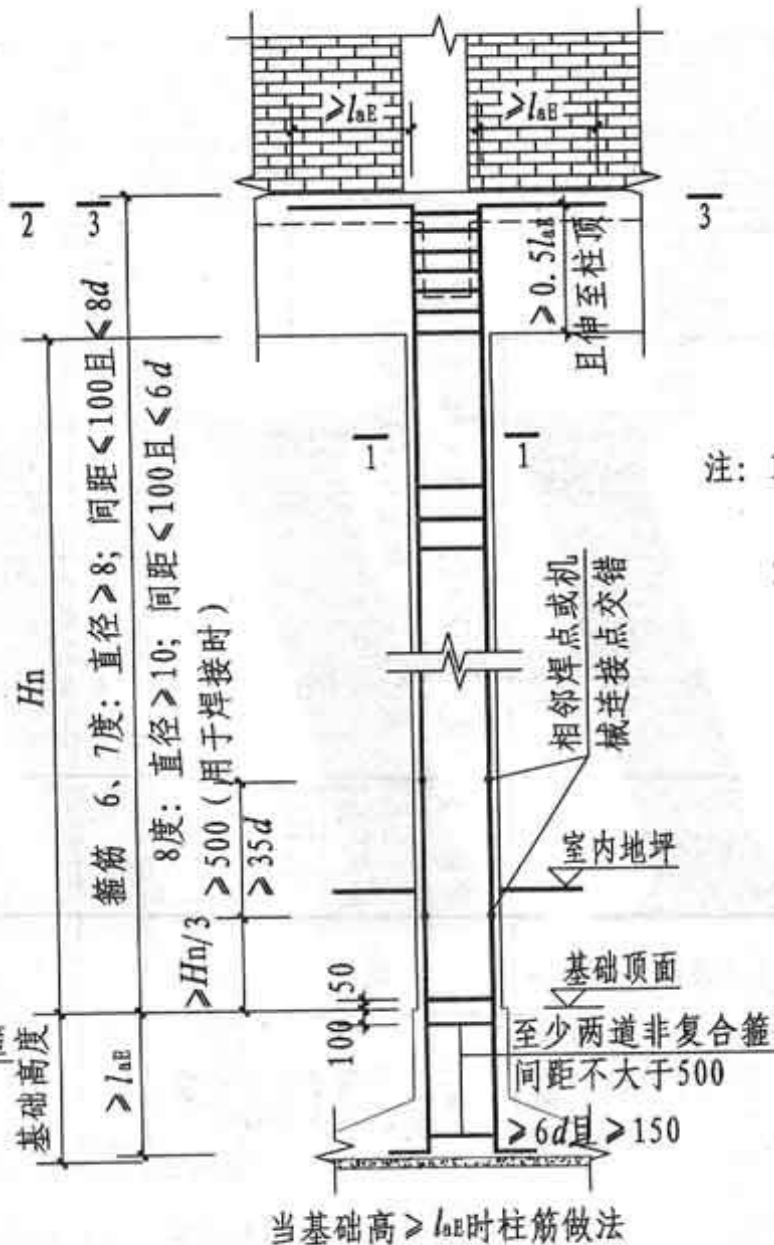 ≥laE
≥laE
2
3
3
箍筋 6、7度：直径≥8；间距≤100且≤8d
8度：直径≥10；间距≤100且≤6d
≥0.5laE
且伸至柱顶
1
1
注：
Hn
相邻焊点或机
械连接点交错
≥500（用于焊接时）
≥35d
≥Hn/3
室内地坪
50
100
基础顶面
基础高度
≥laE
至少两道非复合箍
间距不大于500
≥6d且≥150
当基础高≥laE时柱筋做法